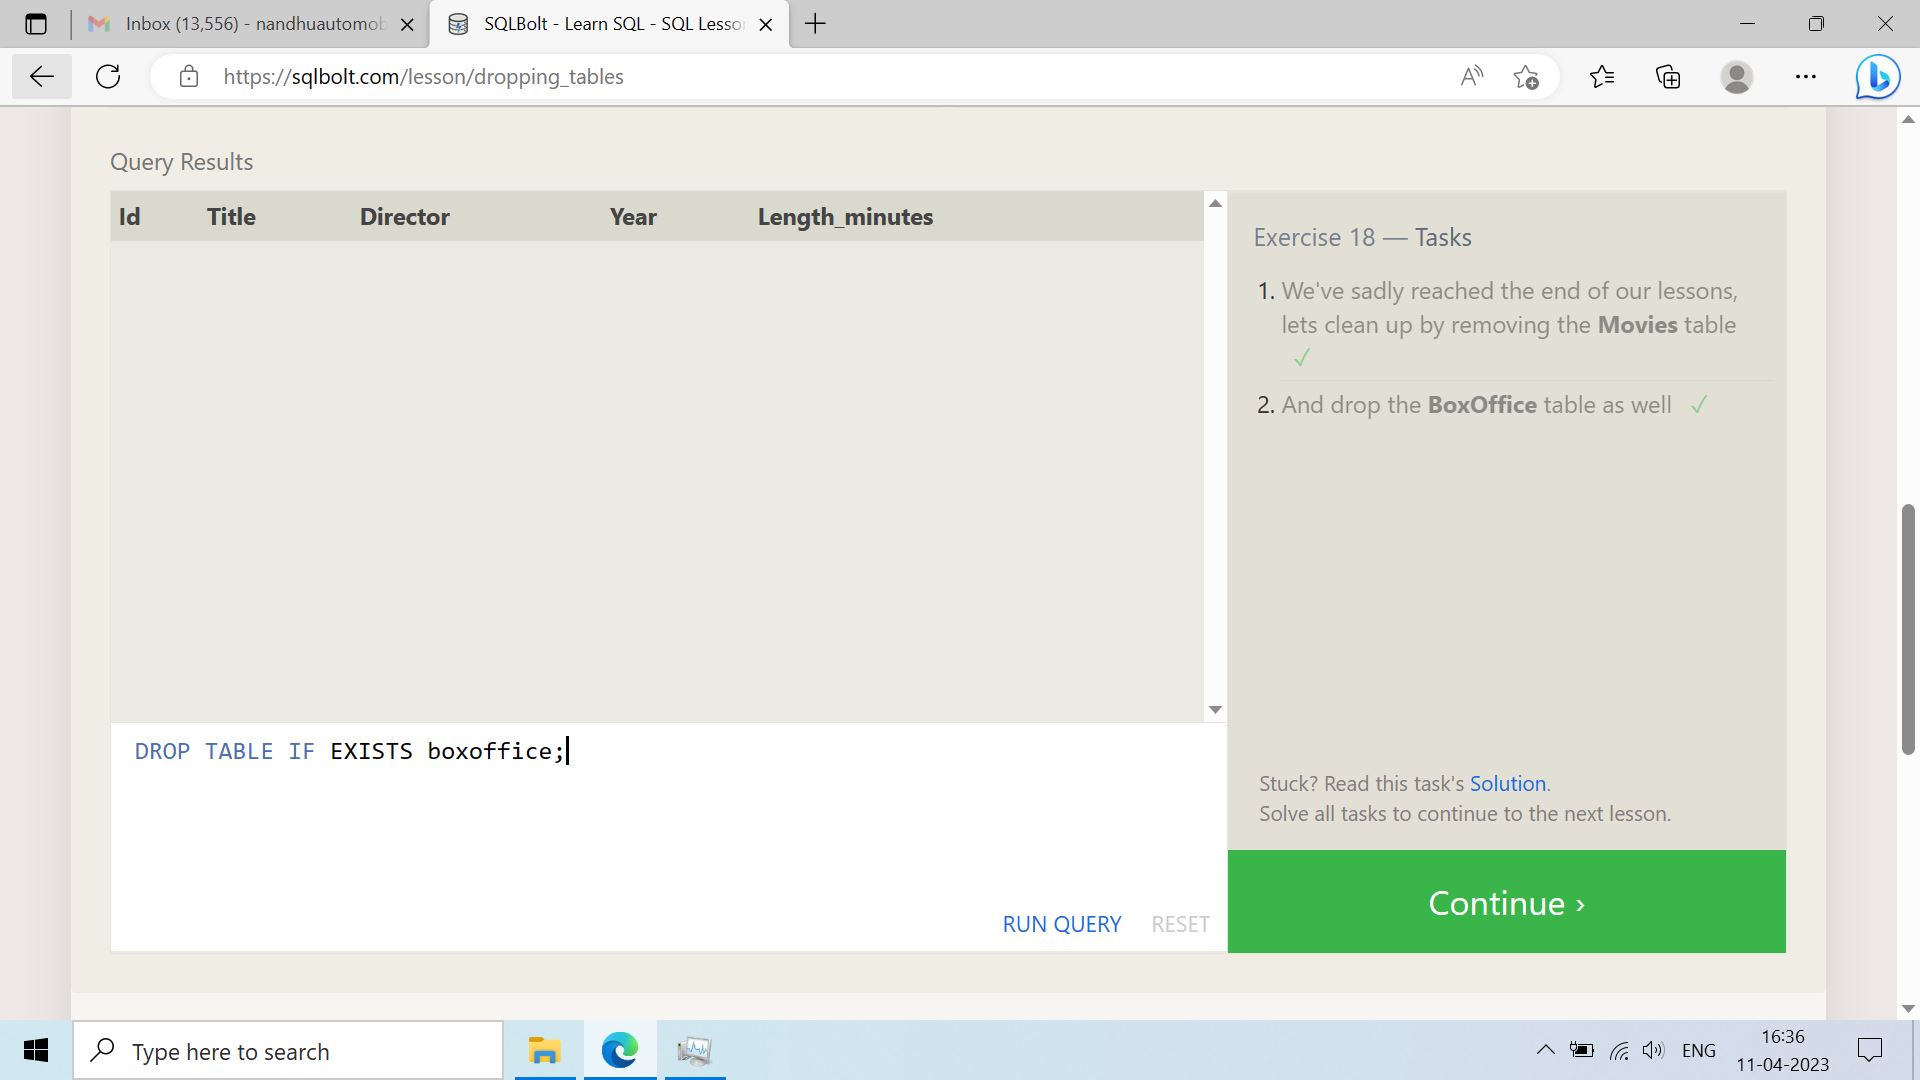 Inbox (13,556) - nandhuautomob
SQLBolt - Learn SQL - SQL Lesso
https://sqlbolt.com/lesson/dropping_tables
Query Results
Id Title Director Year Length_minutes
Exercise 18 — Tasks
1. We've sadly reached the end of our lessons,
lets clean up by removing the Movies table
✓
2. And drop the BoxOffice table as well ✓
DROP TABLE IF EXISTS boxoffice;
Stuck? Read this task's Solution.
Solve all tasks to continue to the next lesson.
RUN QUERY RESET
Continue ›
Type here to search
ENG
16:36
11-04-2023